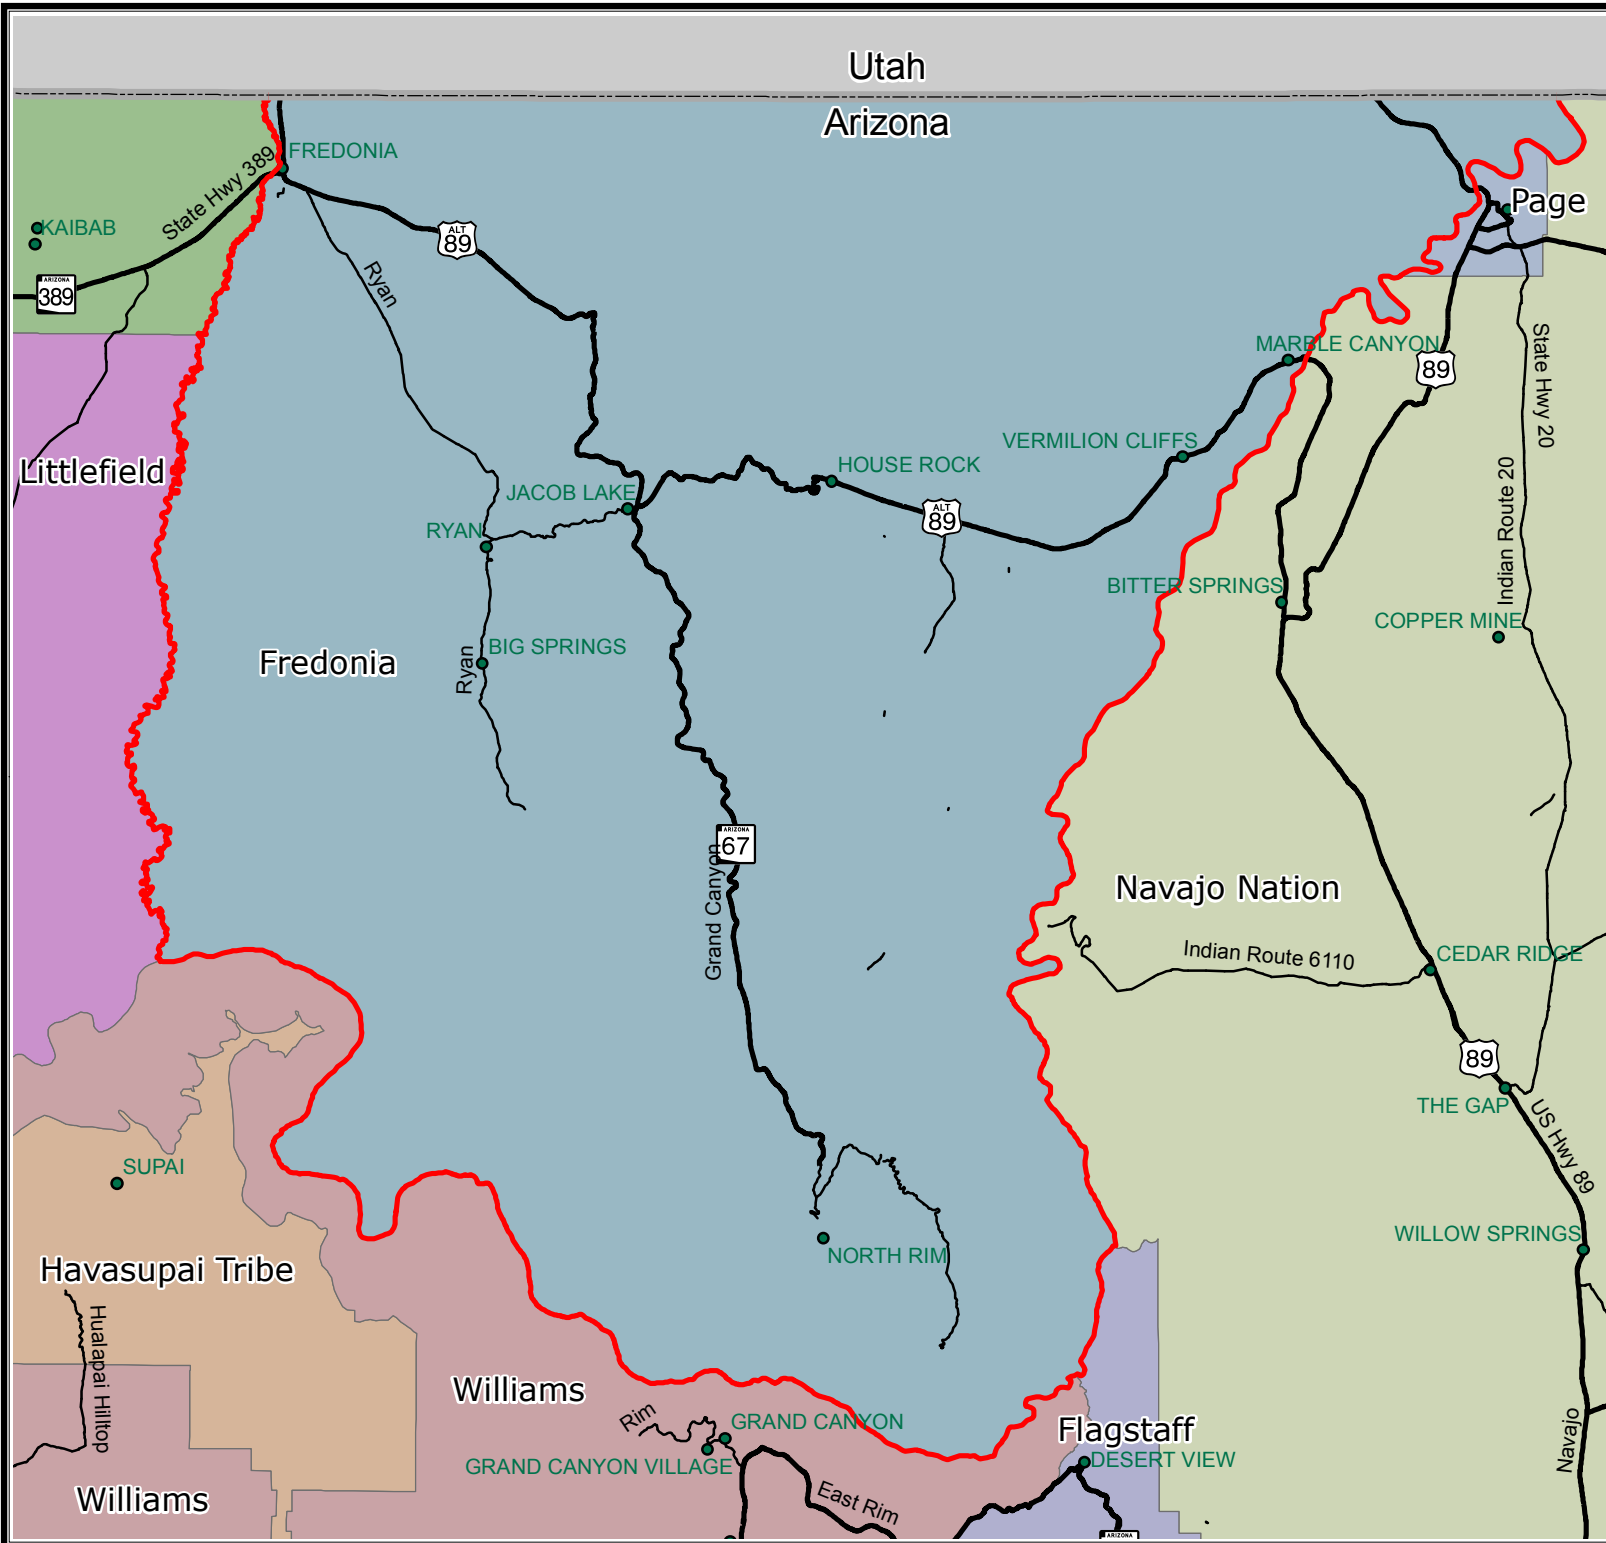 Utah
Arizona
FREDONIA
State Hwy 389
KAIBAB
ARIZONA
389
ALT
89
Ryan
Page
MARBLE CANYON
89
State Hwy 20
VERMILION CLIFFS
HOUSE ROCK
Littlefield
JACOB LAKE
ALT
89
RYAN
Indian Route 20
BITTER SPRINGS
COPPER MINE
BIG SPRINGS
Fredonia
Ryan
ARIZONA
67
Grand Canyon
Navajo Nation
Indian Route 6110
CEDAR RIDGE
89
THE GAP
US Hwy 89
SUPAI
WILLOW SPRINGS
NORTH RIM
Havasupai Tribe
Hualapai Hilltop
Williams
Rim
GRAND CANYON
Flagstaff
GRAND CANYON VILLAGE
DESERT VIEW
Navajo
Williams
East Rim
ARIZONA